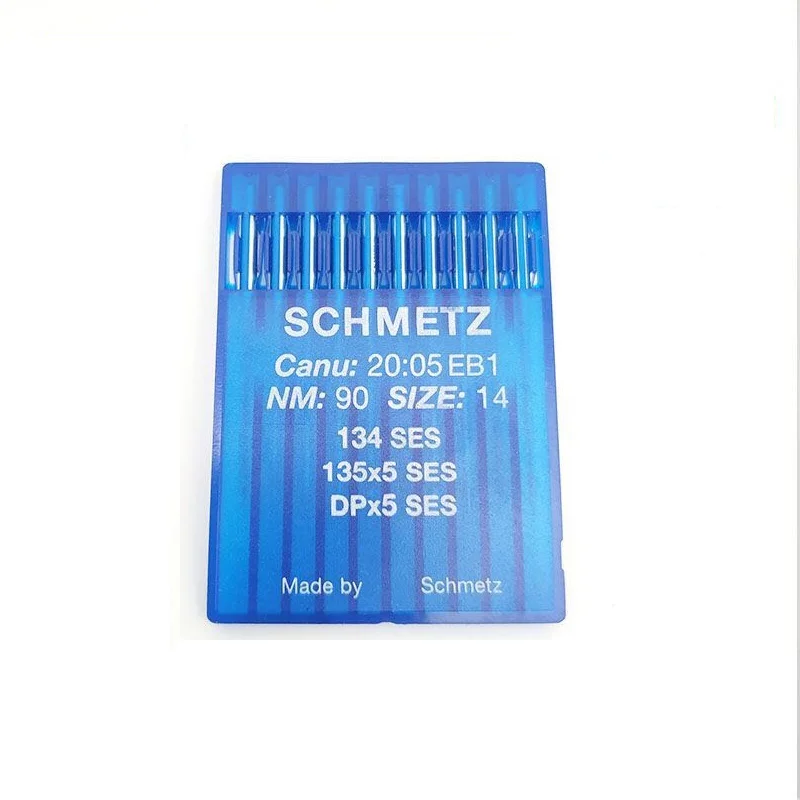 SCHMETZ
Canu: 20:05 EB1
NM: 90 SIZE: 14
134 SES
135x5 SES
DPx5 SES
Made by Schmetz